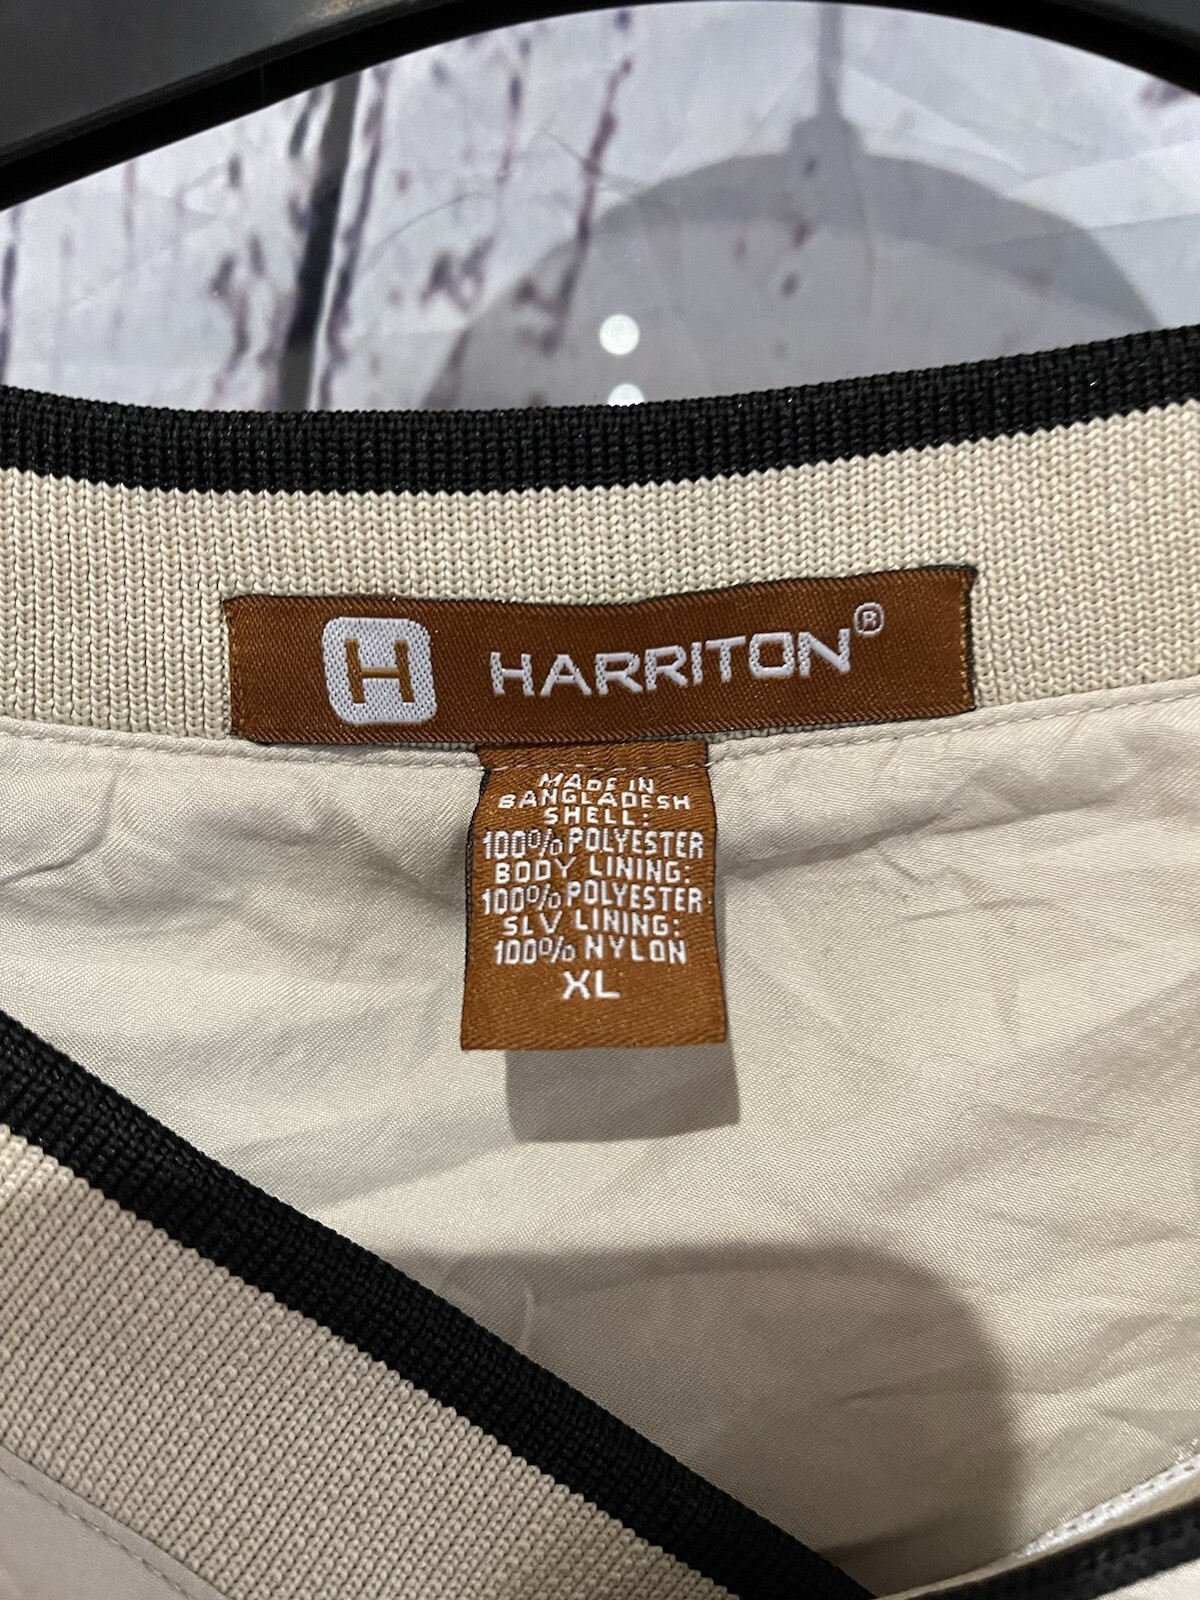 H HARRITON®
MADE IN
BANGLADESH
SHELL:
100% POLYESTER
BODY LINING:
100% POLYESTER
SLV LINING:
100% NYLON
XL